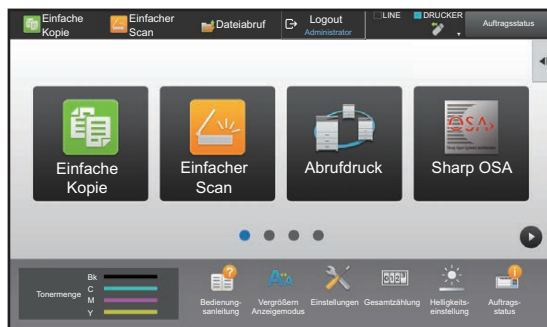 Einfache
Kopie
Einfacher
Scan
Dateiabruf
Logout
Administrator
LINE
DRUCKER
Auftragsstatus
Einfache
Kopie
Einfacher
Scan
Abrufdruck
Sharp OSA
Tonermenge
Bk
C
M
Y
Bedienung-
sanleitung
Vergrößern
Anzeigemodus
Einstellungen
Gesamtzählung
Helligkeits-
einstellung
Auftrags-
status